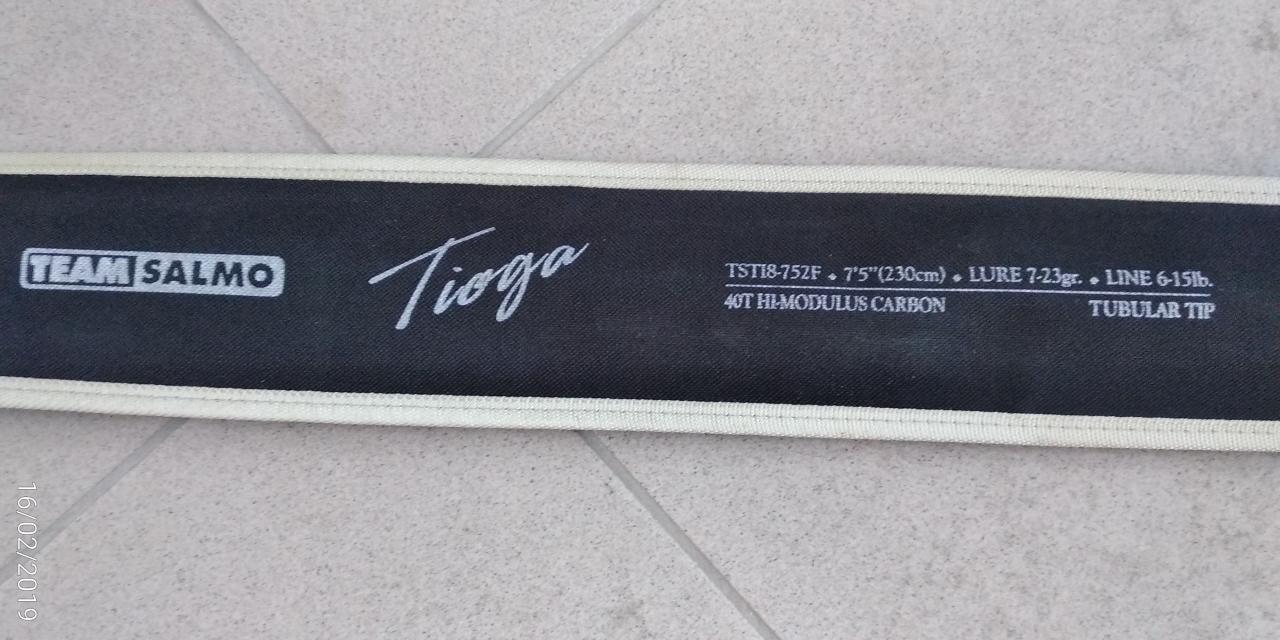 TEAM SALMO
Tioga
TSTI8-752F ⬥ 7'5"(230cm) ⬥ LURE 7-23gr. ⬥ LINE 6-15lb.
40T HI-MODULUS CARBON TUBULAR TIP
16/02/2019